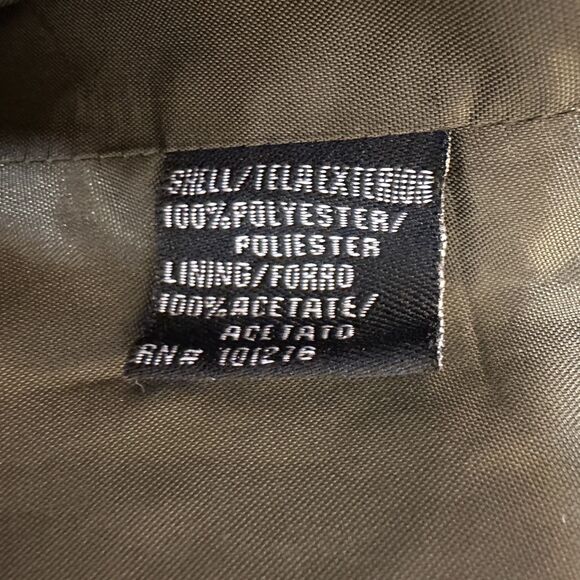 SHELL/TELA EXTERIOR
100% POLYESTER/
POLIESTER
LINING/FORRO
100% ACETATE/
ACETATO
RN# 101276